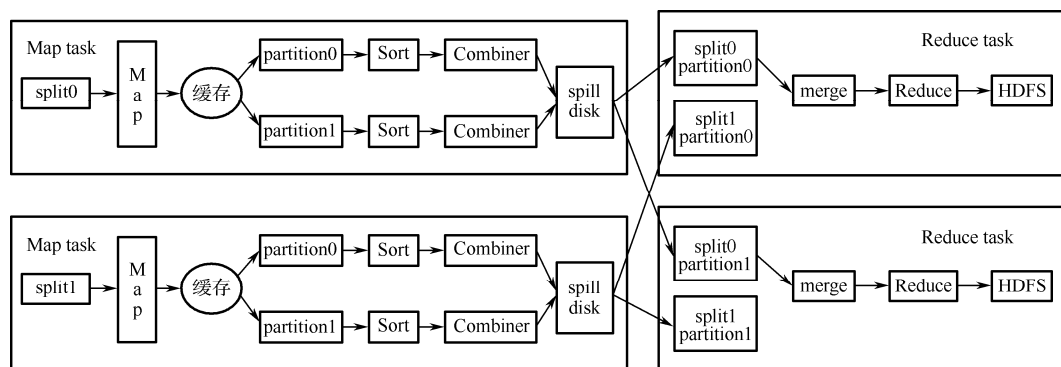 Map task
split0
Map
缓存
partition0
Sort
Combiner
partition1
Sort
Combiner
spill
disk
Map task
split1
Map
缓存
partition0
Sort
Combiner
partition1
Sort
Combiner
spill
disk
Reduce task
split0
partition0
split1
partition0
merge
Reduce
HDFS
Reduce task
split0
partition1
split1
partition1
merge
Reduce
HDFS